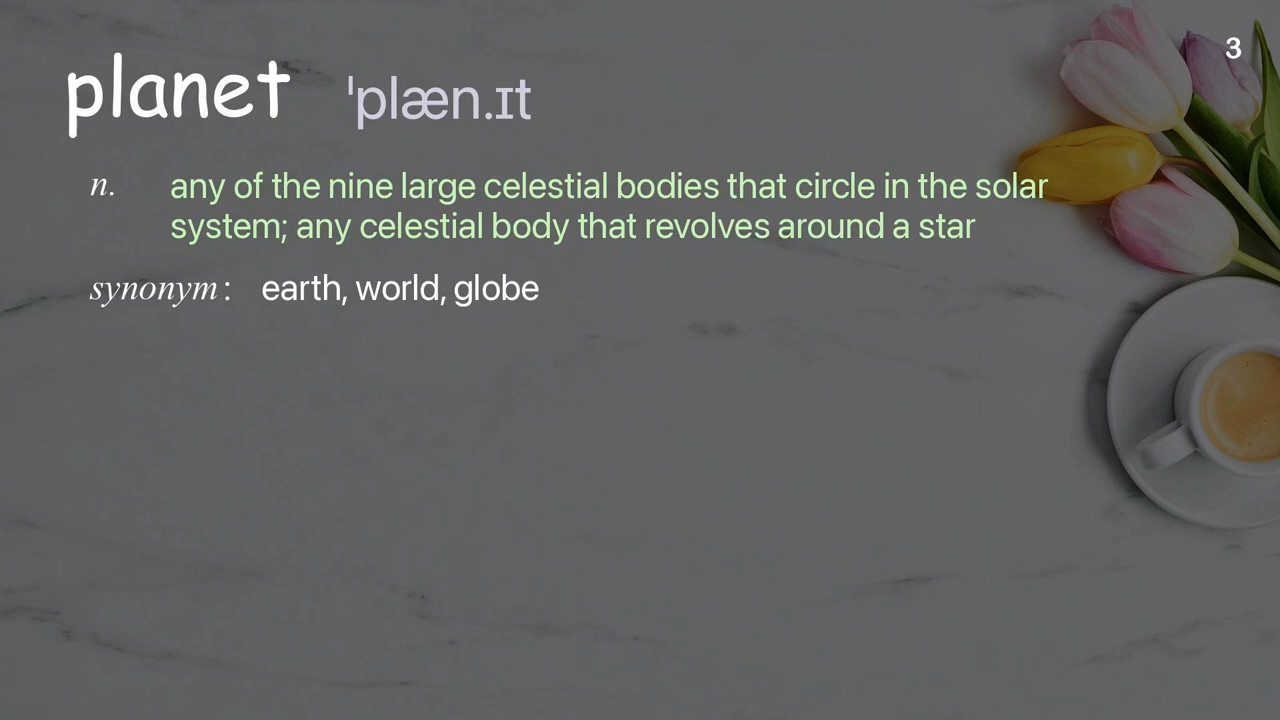 3
planet ˈplæn.ɪt
n. any of the nine large celestial bodies that circle in the solar
system; any celestial body that revolves around a star
synonym : earth, world, globe